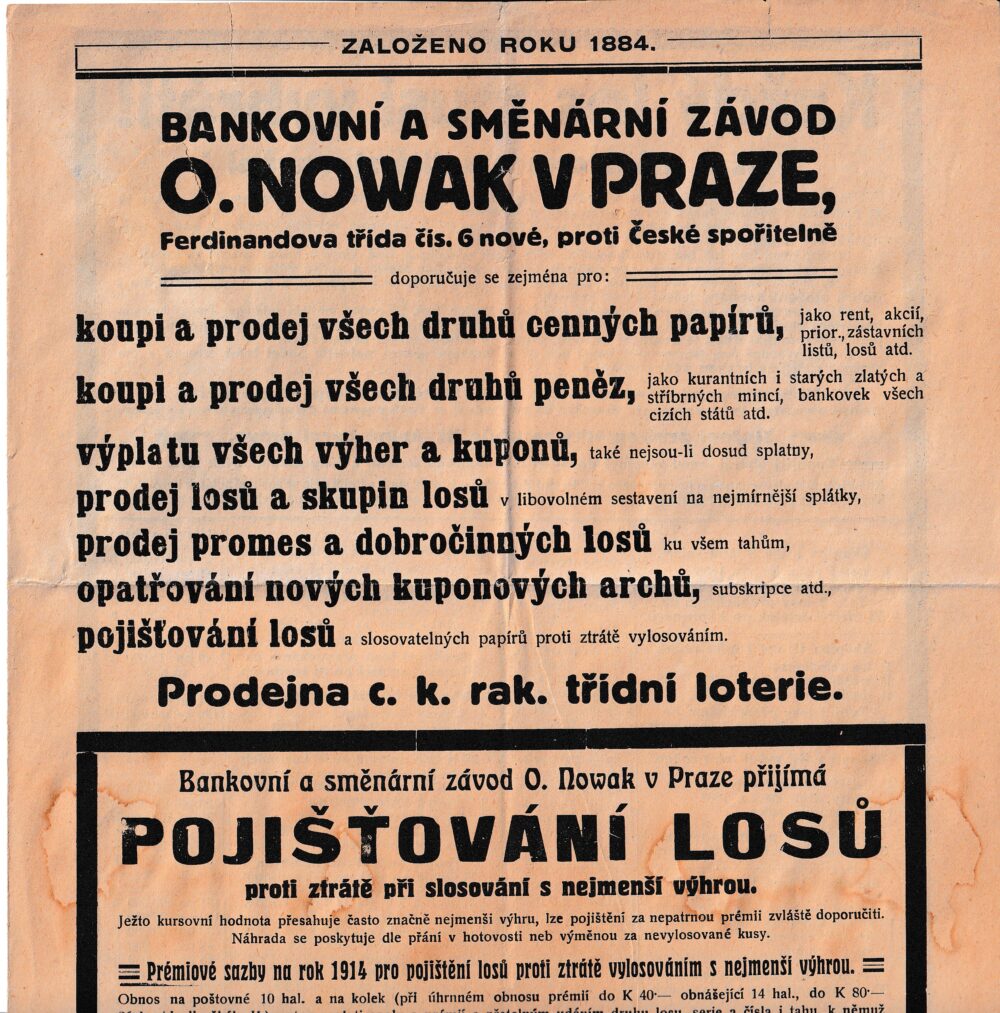 ZALOŽENO ROKU 1884.
BANKOVNÍ A SMĚNÁRNÍ ZÁVOD
O. NOWAK V PRAZE,
Ferdinandova třída čís. 6 nové, proti České spořitelně
doporučuje se zejména pro:
koupi a prodej všech druhů cenných papírů, jako rent, akcií,
prior., zástavních
listů, losů atd.
koupi a prodej všech druhů peněz, jako kurantních i starých zlatých a
stříbrných mincí, bankovek všech
cizích států atd.
výplatu všech výher a kuponů, také nejsou-li dosud splatny,
prodej losů a skupin losů v libovolném sestavení na nejmírnější splátky,
prodej promes a dobročinných losů ku všem tahům,
opatřování nových kuponových archů, subskripce atd.,
pojišťování losů a slosovatelných papírů proti ztrátě vylosováním.
Prodejna c. k. rak. třídní loterie.
Bankovní a směnární závod O. Nowak v Praze přijímá
POJIŠŤOVÁNÍ LOSŮ
proti ztrátě při slosování s nejmenší výhrou.
Ježto kursovní hodnota přesahuje často značně nejmenši výhru, lze pojištění za nepatrnou prémii zvláště doporučiti.
Náhrada se poskytuje dle přání v hotovosti neb výměnou za nevylosované kusy.
Prémiové sazby na rok 1914 pro pojištění losů proti ztrátě vylosováním s nejmenší výhrou.
Obnos na poštovné 10 hal. a na kolek (při úhrnném obnosu prémií do K 40·— obnášející 14 hal., do K 80·—